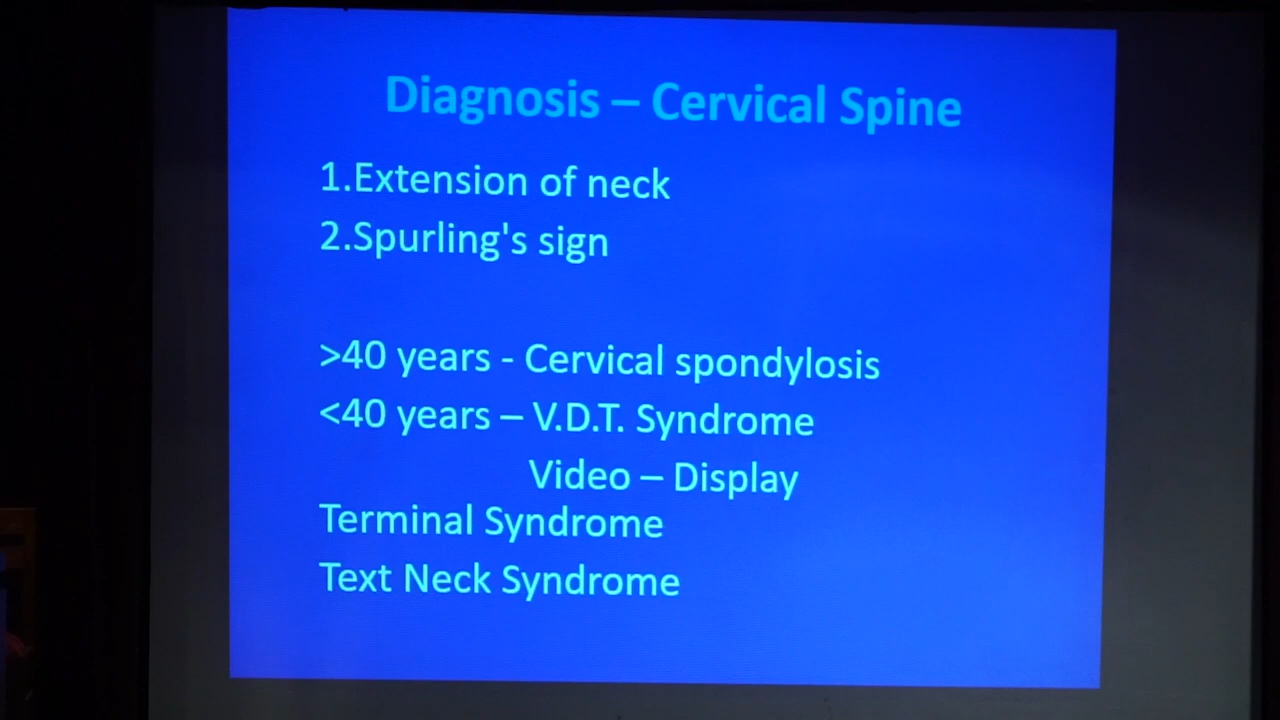 Diagnosis – Cervical Spine
1.Extension of neck
2.Spurling's sign
>40 years - Cervical spondylosis
<40 years – V.D.T. Syndrome
Video – Display
Terminal Syndrome
Text Neck Syndrome